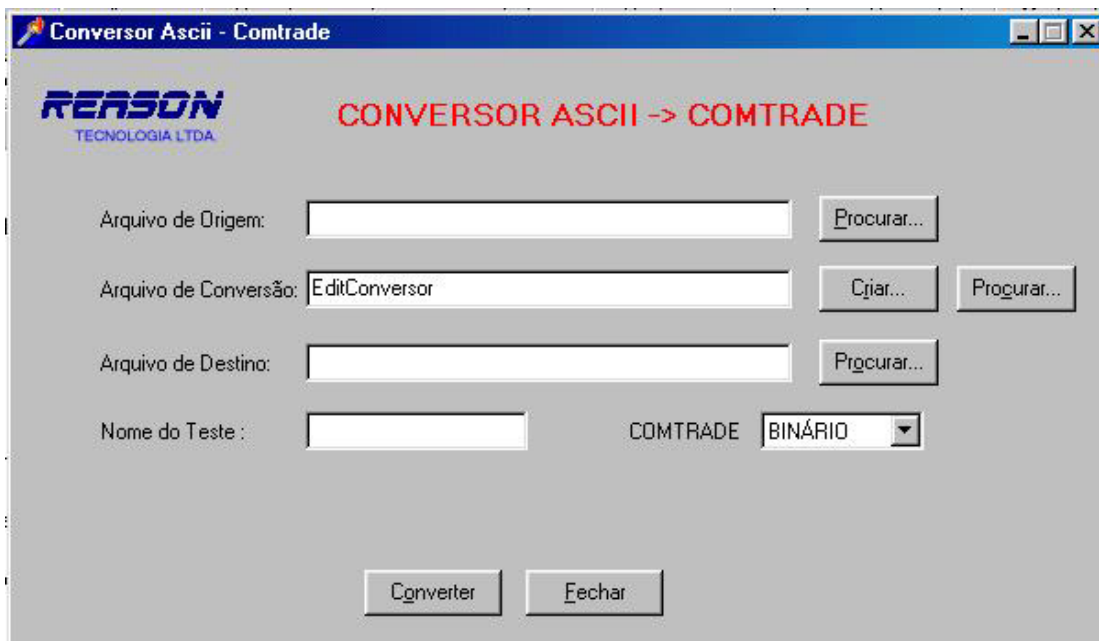 Conversor Ascii - Comtrade
REASON
TECNOLOGIA LTDA.
CONVERSOR ASCII -> COMTRADE
Arquivo de Origem: Procurar...
Arquivo de Conversão: EditConversor Criar... Procurar...
Arquivo de Destino: Procurar...
Nome do Teste : COMTRADE BINÁRIO
Converter Fechar